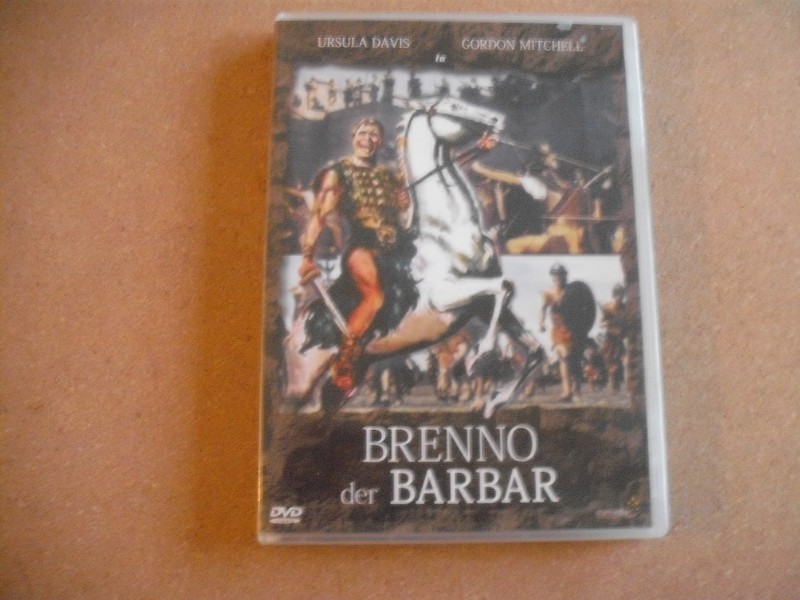 URSULA DAVIS GORDON MITCHELL
in
BRENNO
der BARBAR
DVD